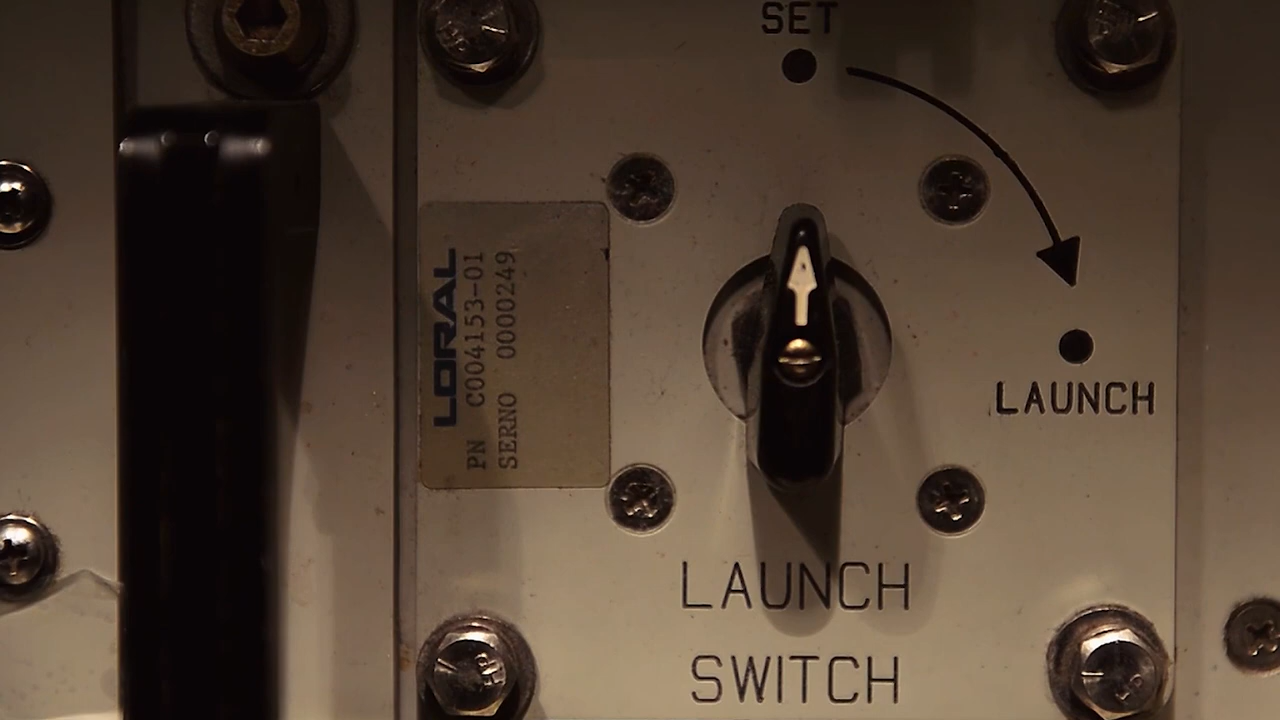 SET
LAUNCH
LORAL
PN C004153-01
SERNO 0000249
LAUNCH
SWITCH